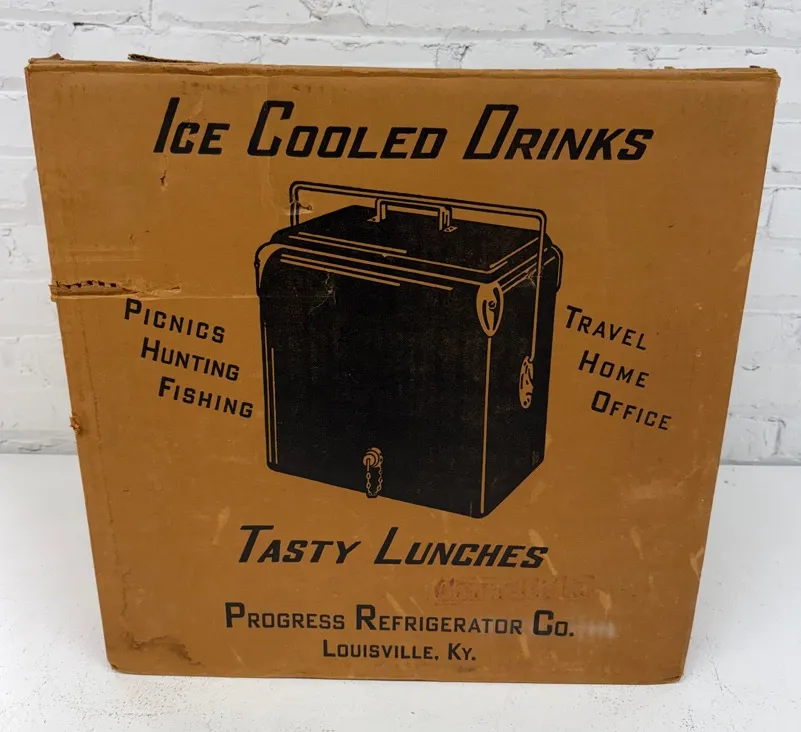 ICE COOLED DRINKS
PICNICS
HUNTING
FISHING
TRAVEL
HOME
OFFICE
TASTY LUNCHES
PROGRESS REFRIGERATOR CO.
LOUISVILLE, KY.